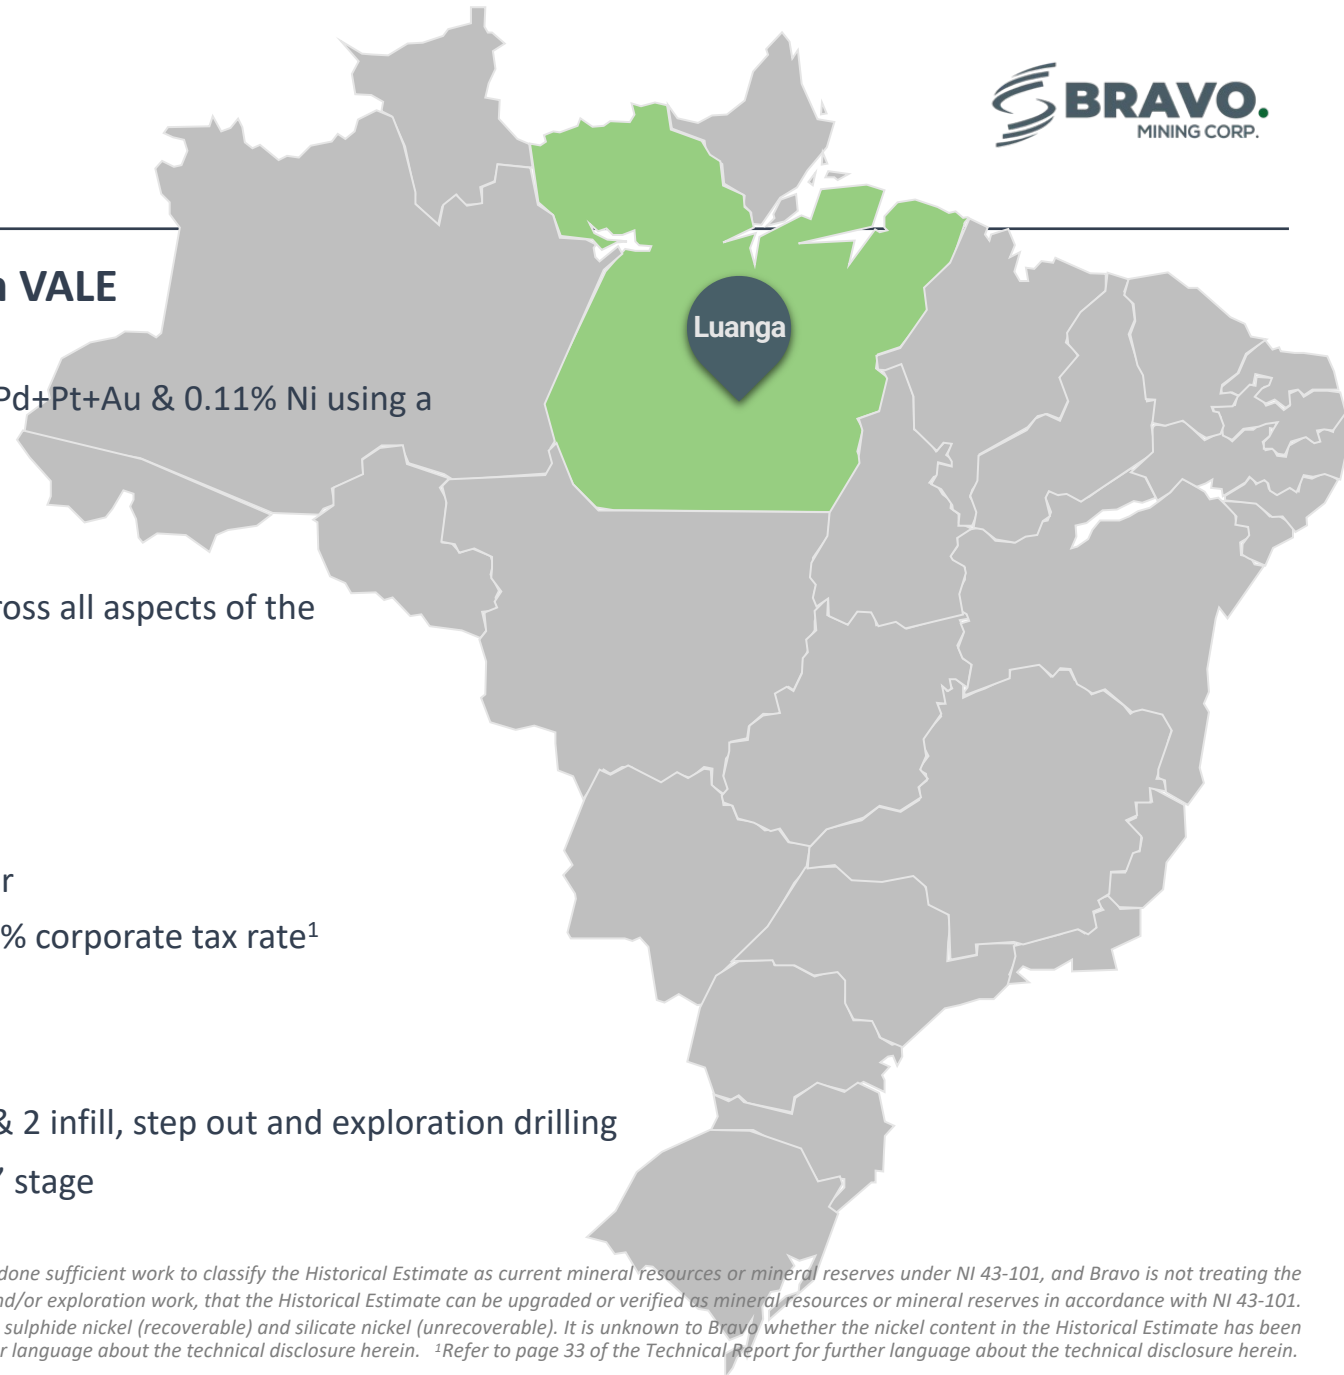 BRAVO.
MINING CORP.
VALE
Luanga
Pd+Pt+Au & 0.11% Ni using a
ross all aspects of the
r
% corporate tax rate¹
& 2 infill, step out and exploration drilling
stage
done sufficient work to classify the Historical Estimate as current mineral resources or mineral reserves under NI 43-101, and Bravo is not treating the
nd/or exploration work, that the Historical Estimate can be upgraded or verified as mineral resources or mineral reserves in accordance with NI 43-101.
sulphide nickel (recoverable) and silicate nickel (unrecoverable). It is unknown to Bravo whether the nickel content in the Historical Estimate has been
r language about the technical disclosure herein. ¹Refer to page 33 of the Technical Report for further language about the technical disclosure herein.